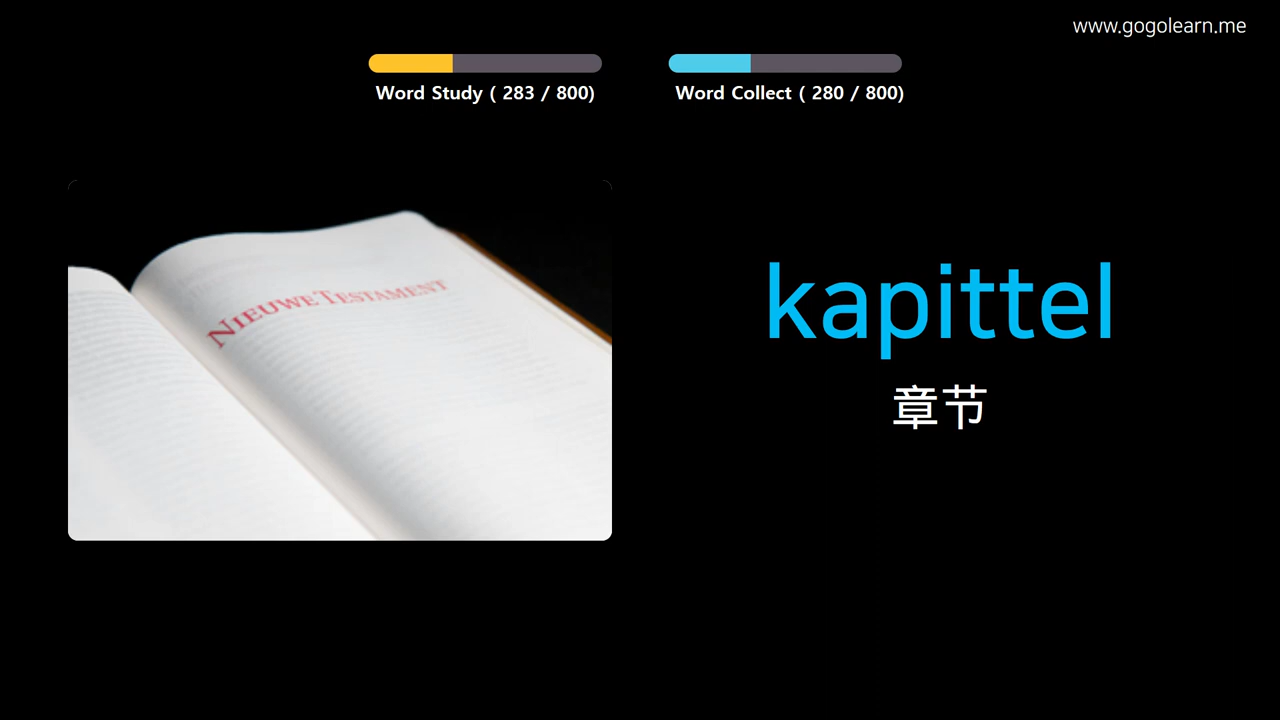 www.gogolearn.me
Word Study ( 283 / 800)
Word Collect ( 280 / 800)
NIEUWE TESTAMENT
kapittel
章节